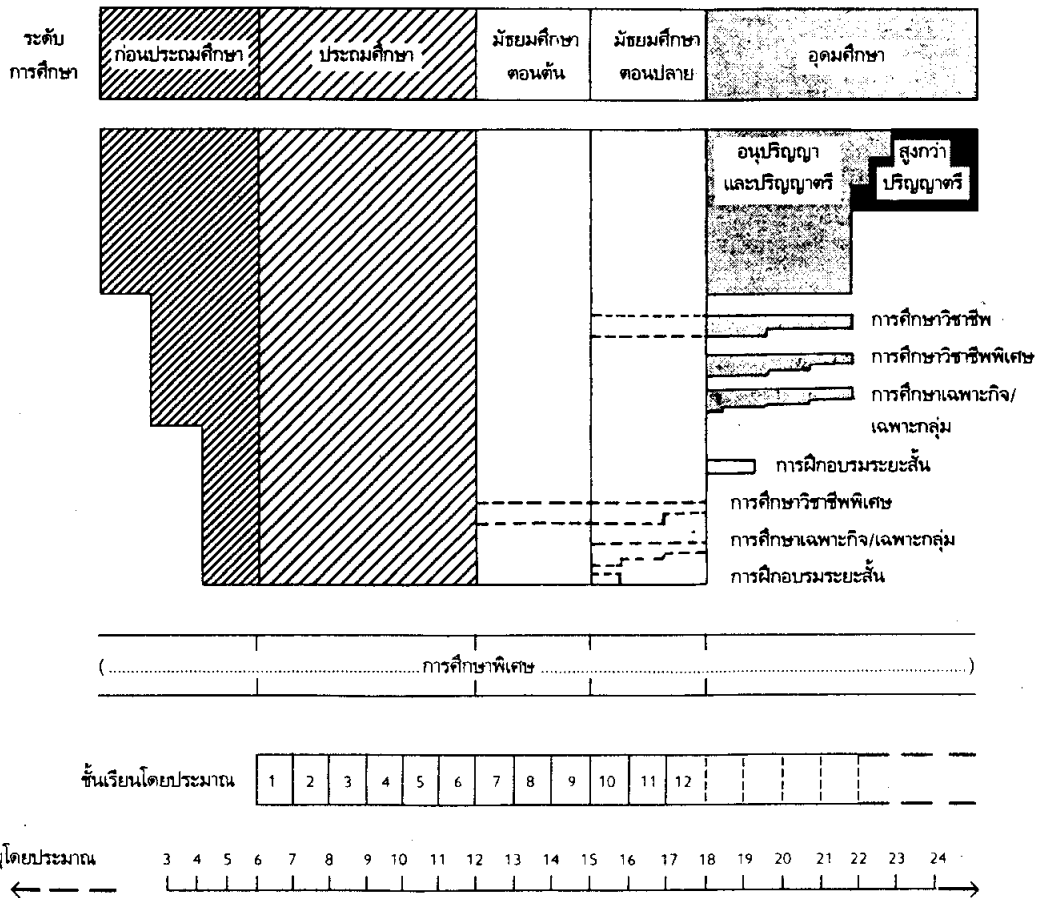 ระดับ
การศึกษา
ก่อนประถมศึกษา
ประถมศึกษา
มัธยมศึกษา
ตอนต้น
มัธยมศึกษา
ตอนปลาย
อุดมศึกษา
อนุปริญญา
และปริญญาตรี
สูงกว่า
ปริญญาตรี
การศึกษาวิชาชีพ
การศึกษาวิชาชีพพิเศษ
การศึกษาเฉพาะกิจ/
เฉพาะกลุ่ม
การฝึกอบรมระยะสั้น
การศึกษาวิชาชีพพิเศษ
การศึกษาเฉพาะกิจ/เฉพาะกลุ่ม
การฝึกอบรมระยะสั้น
(........................การศึกษาพิเศษ........................)
ชั้นเรียนโดยประมาณ 1 2 3 4 5 6 7 8 9 10 11 12
ุโดยประมาณ 3 4 5 6 7 8 9 10 11 12 13 14 15 16 17 18 19 20 21 22 23 24